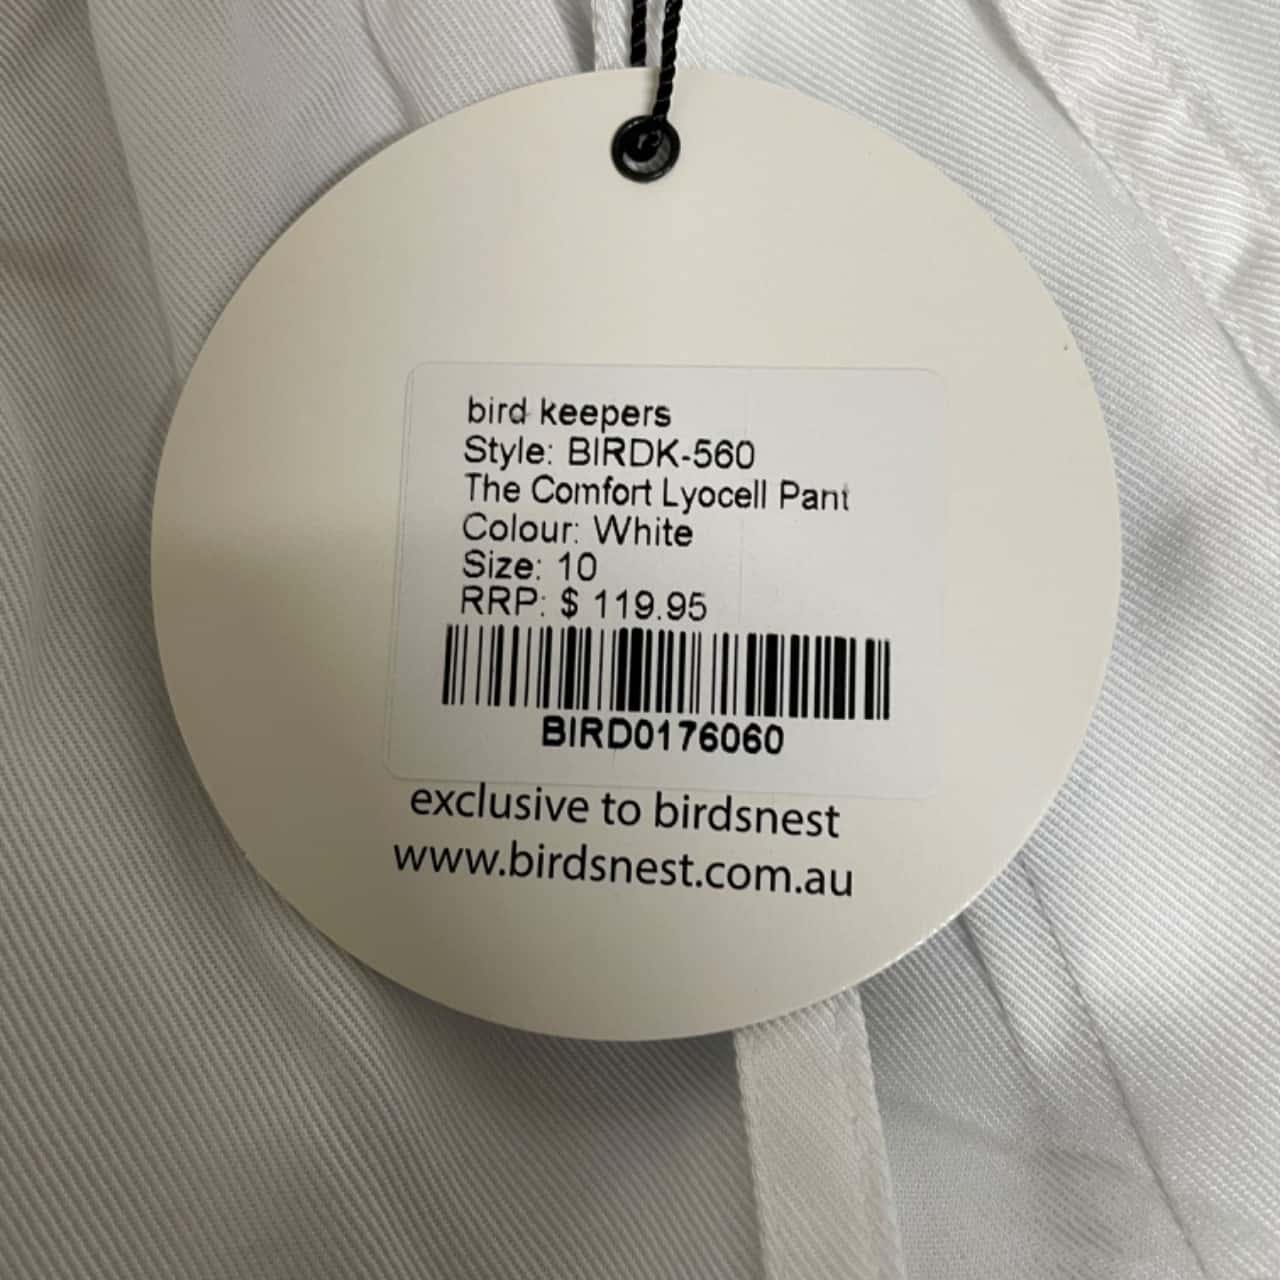 bird keepers
Style: BIRDK-560
The Comfort Lyocell Pant
Colour: White
Size: 10
RRP: $ 119.95
BIRD0176060
exclusive to birdsnest
www.birdsnest.com.au